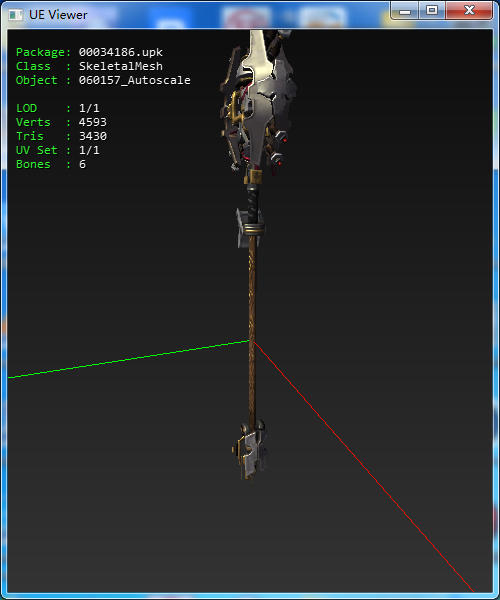 UE Viewer
Package: 00034186.upk
Class : SkeletalMesh
Object : 060157_Autoscale
LOD : 1/1
Verts : 4593
Tris : 3430
UV Set : 1/1
Bones : 6